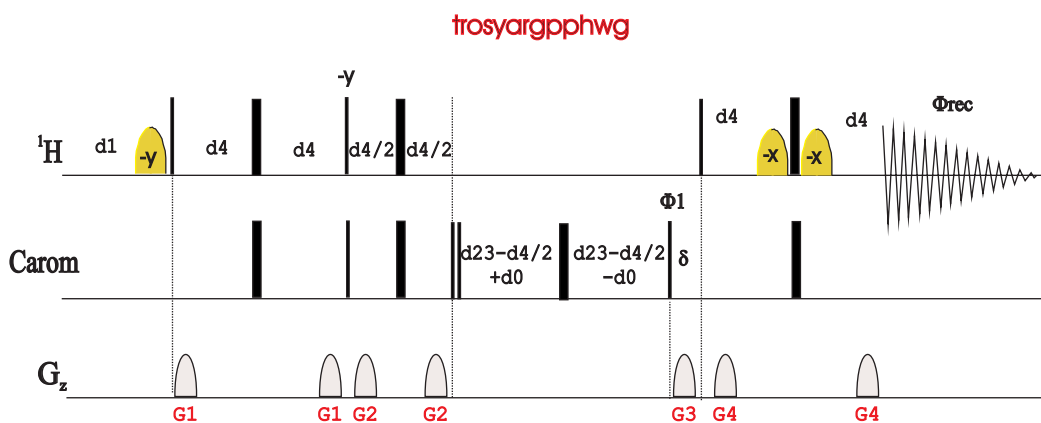 trosyargpphwg
-y
Φrec
d4
d4
¹H
d1
-y
d4
d4
d4/2
d4/2
-x
-x
Φ1
Carom
d23-d4/2
+d0
d23-d4/2
-d0
δ
Gz
G1
G1
G2
G2
G3
G4
G4